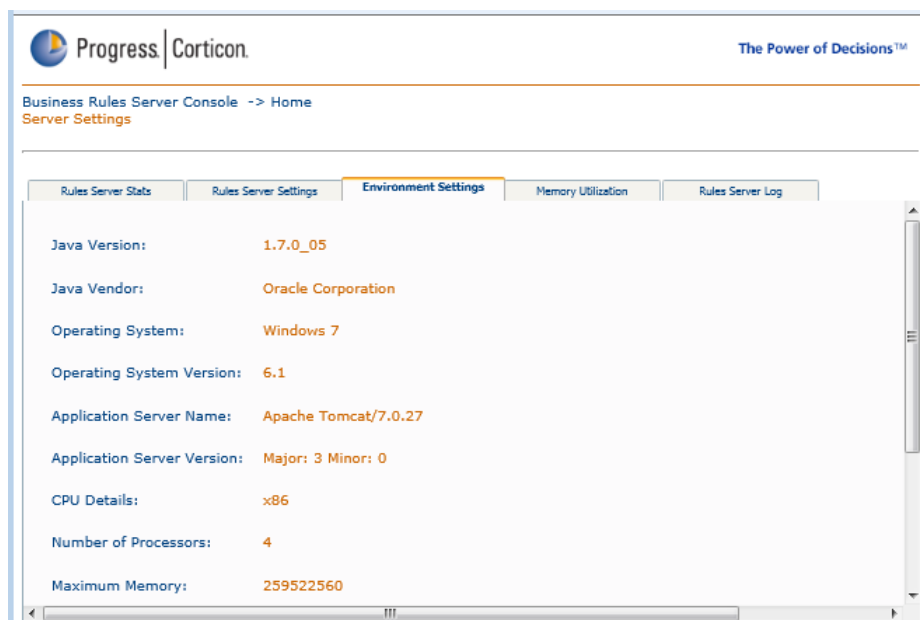 Progress | Corticon.
The Power of Decisions™
Business Rules Server Console -> Home
Server Settings
Rules Server Stats Rules Server Settings Environment Settings Memory Utilization Rules Server Log
Java Version: 1.7.0_05
Java Vendor: Oracle Corporation
Operating System: Windows 7
Operating System Version: 6.1
Application Server Name: Apache Tomcat/7.0.27
Application Server Version: Major: 3 Minor: 0
CPU Details: x86
Number of Processors: 4
Maximum Memory: 259522560